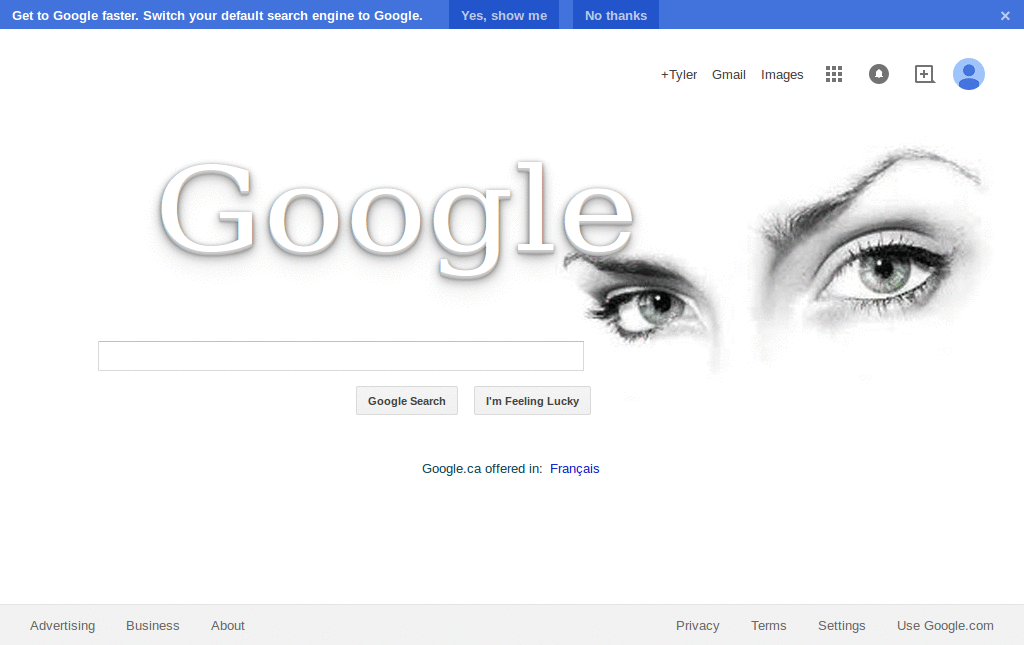 Get to Google faster. Switch your default search engine to Google. Yes, show me No thanks ×
+Tyler Gmail Images
Google
Google Search I'm Feeling Lucky
Google.ca offered in: Français
Advertising Business About Privacy Terms Settings Use Google.com